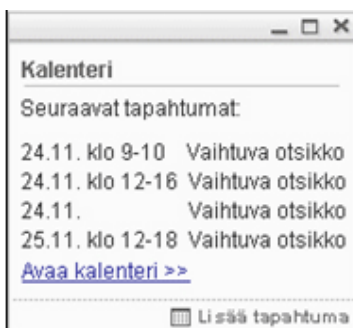 Kalenteri
Seuraavat tapahtumat:
24.11. klo 9-10 Vaihtuva otsikko
24.11. klo 12-16 Vaihtuva otsikko
24.11. Vaihtuva otsikko
25.11. klo 12-18 Vaihtuva otsikko
Avaa kalenteri >>
Lisää tapahtuma